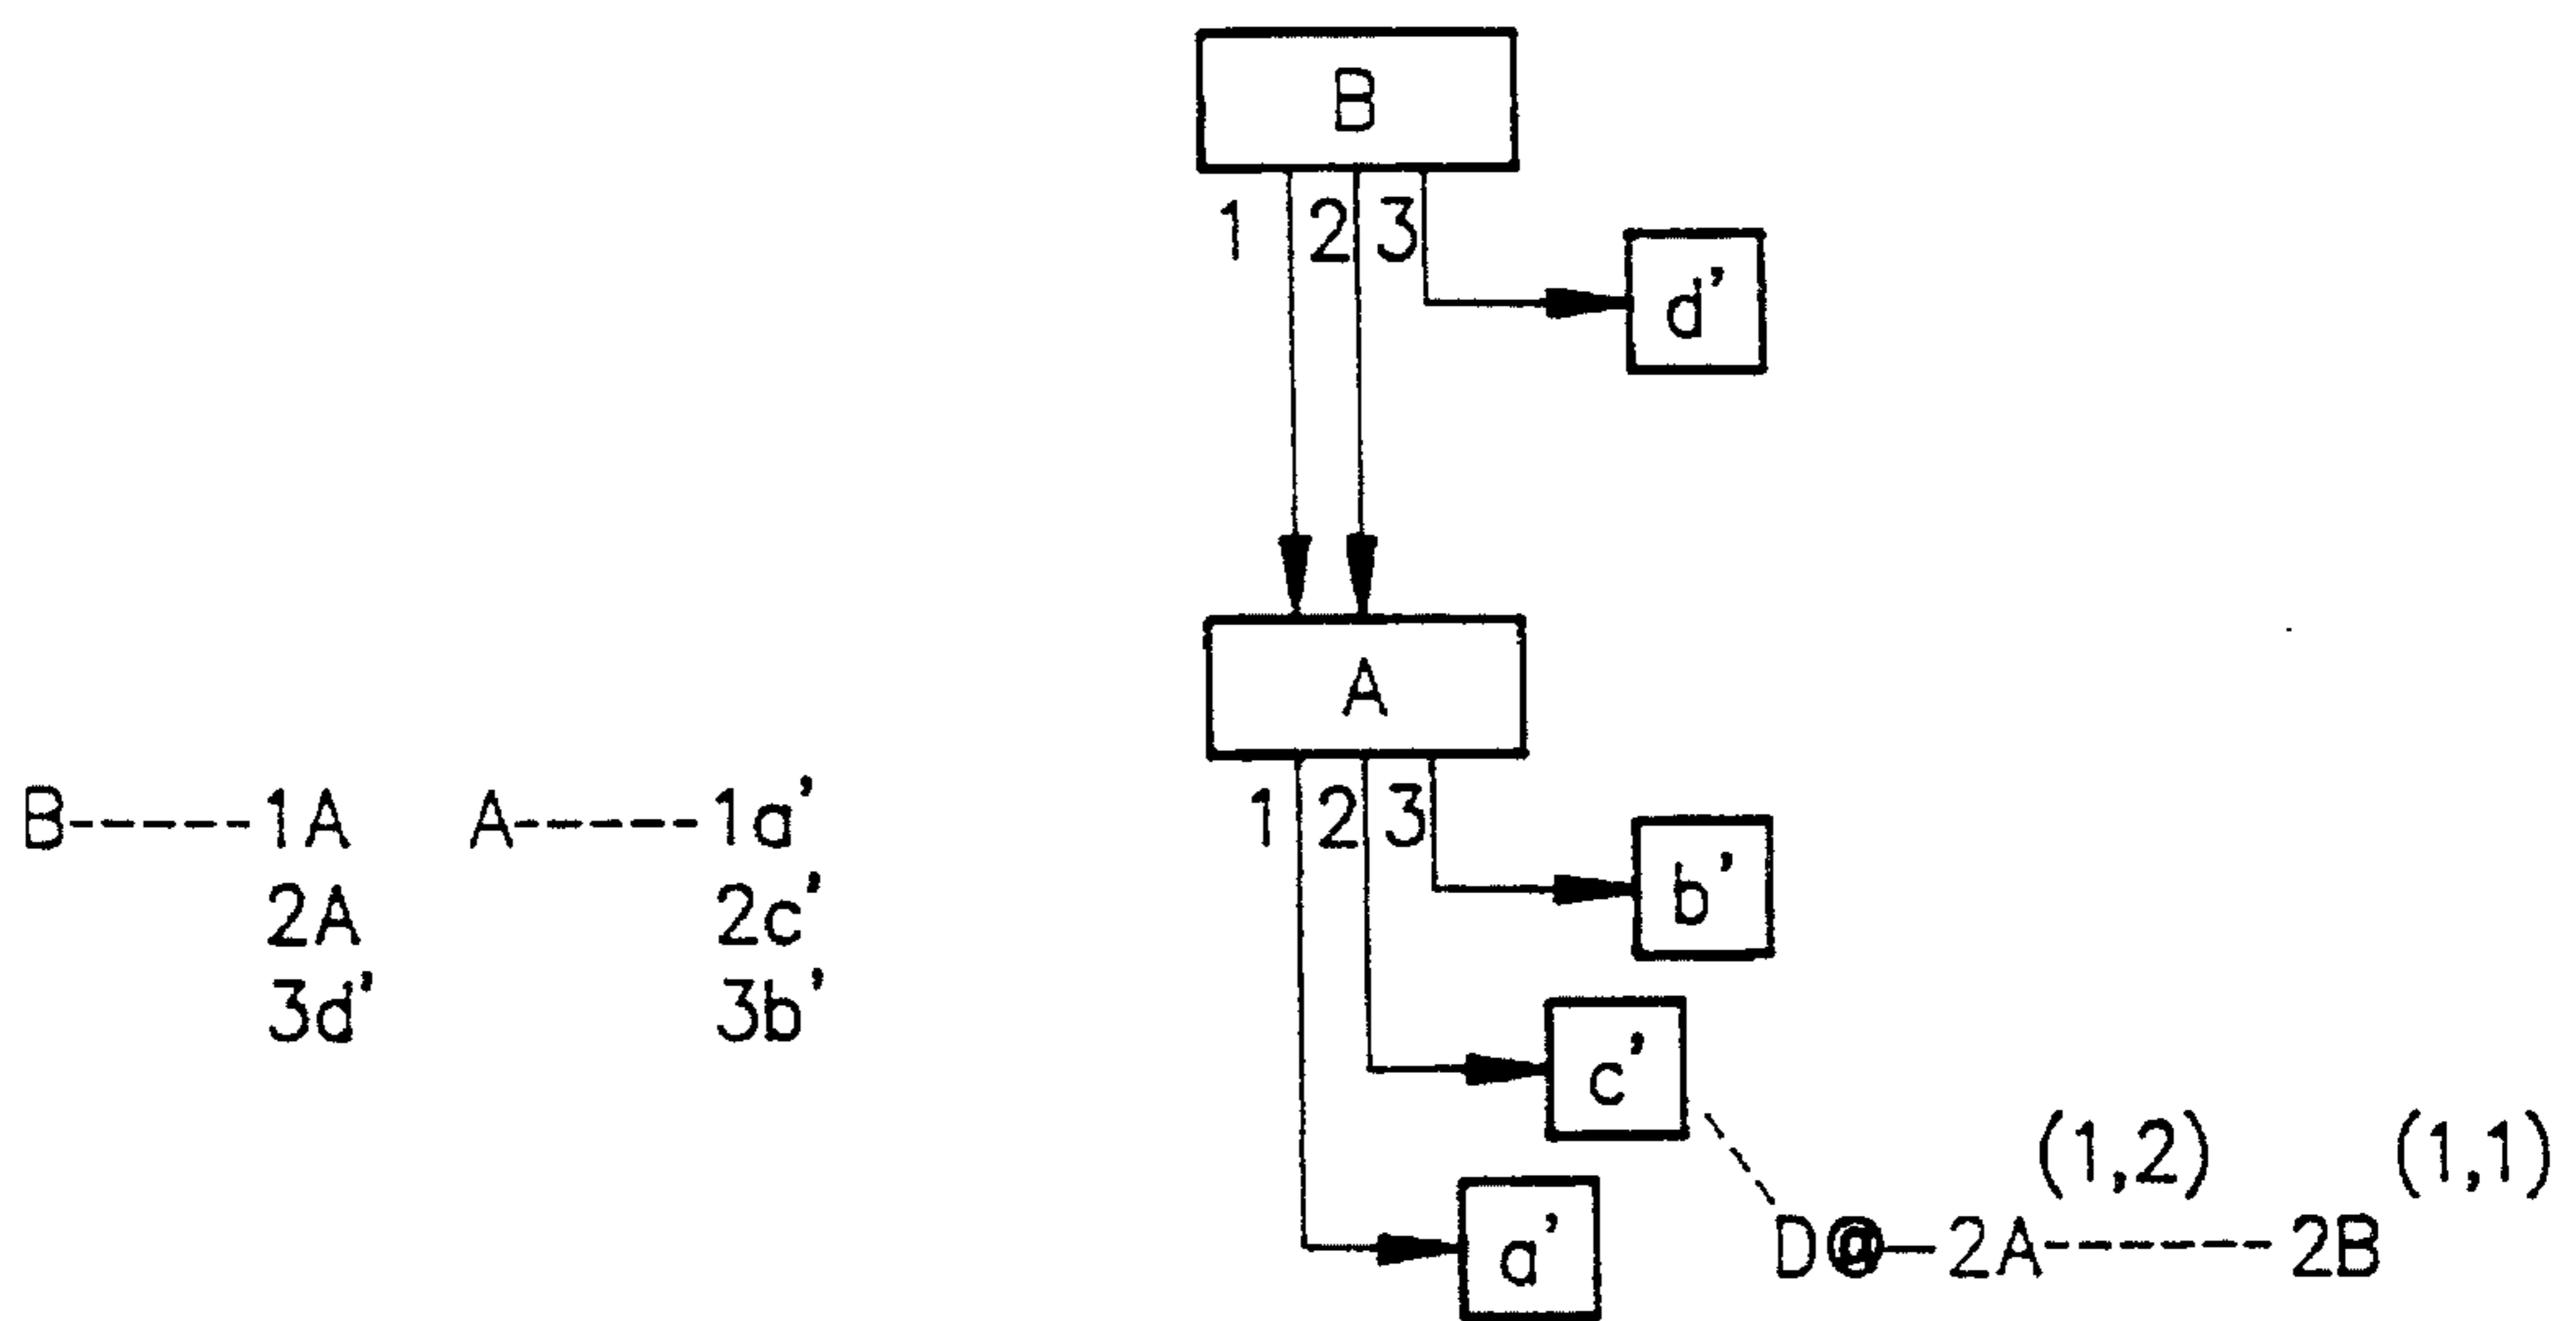 B
1 2 3
d'
A
B------1A A-----1a'
2A 2c'
3d' 3b'
1 2 3
b'
c'
(1,2) (1,1)
a'
D@—2A-------2B